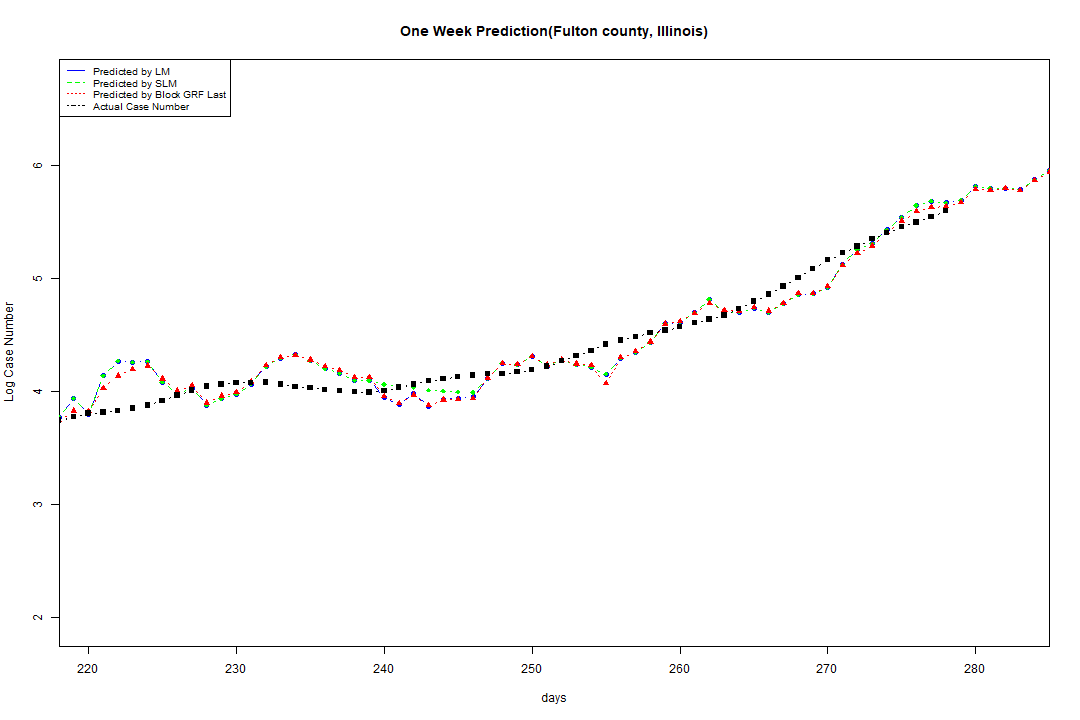 One Week Prediction(Fulton county, Illinois)
Predicted by LM
Predicted by SLM
Predicted by Block GRF Last
Actual Case Number
Log Case Number
6
5
4
3
2
220 230 240 250 260 270 280
days